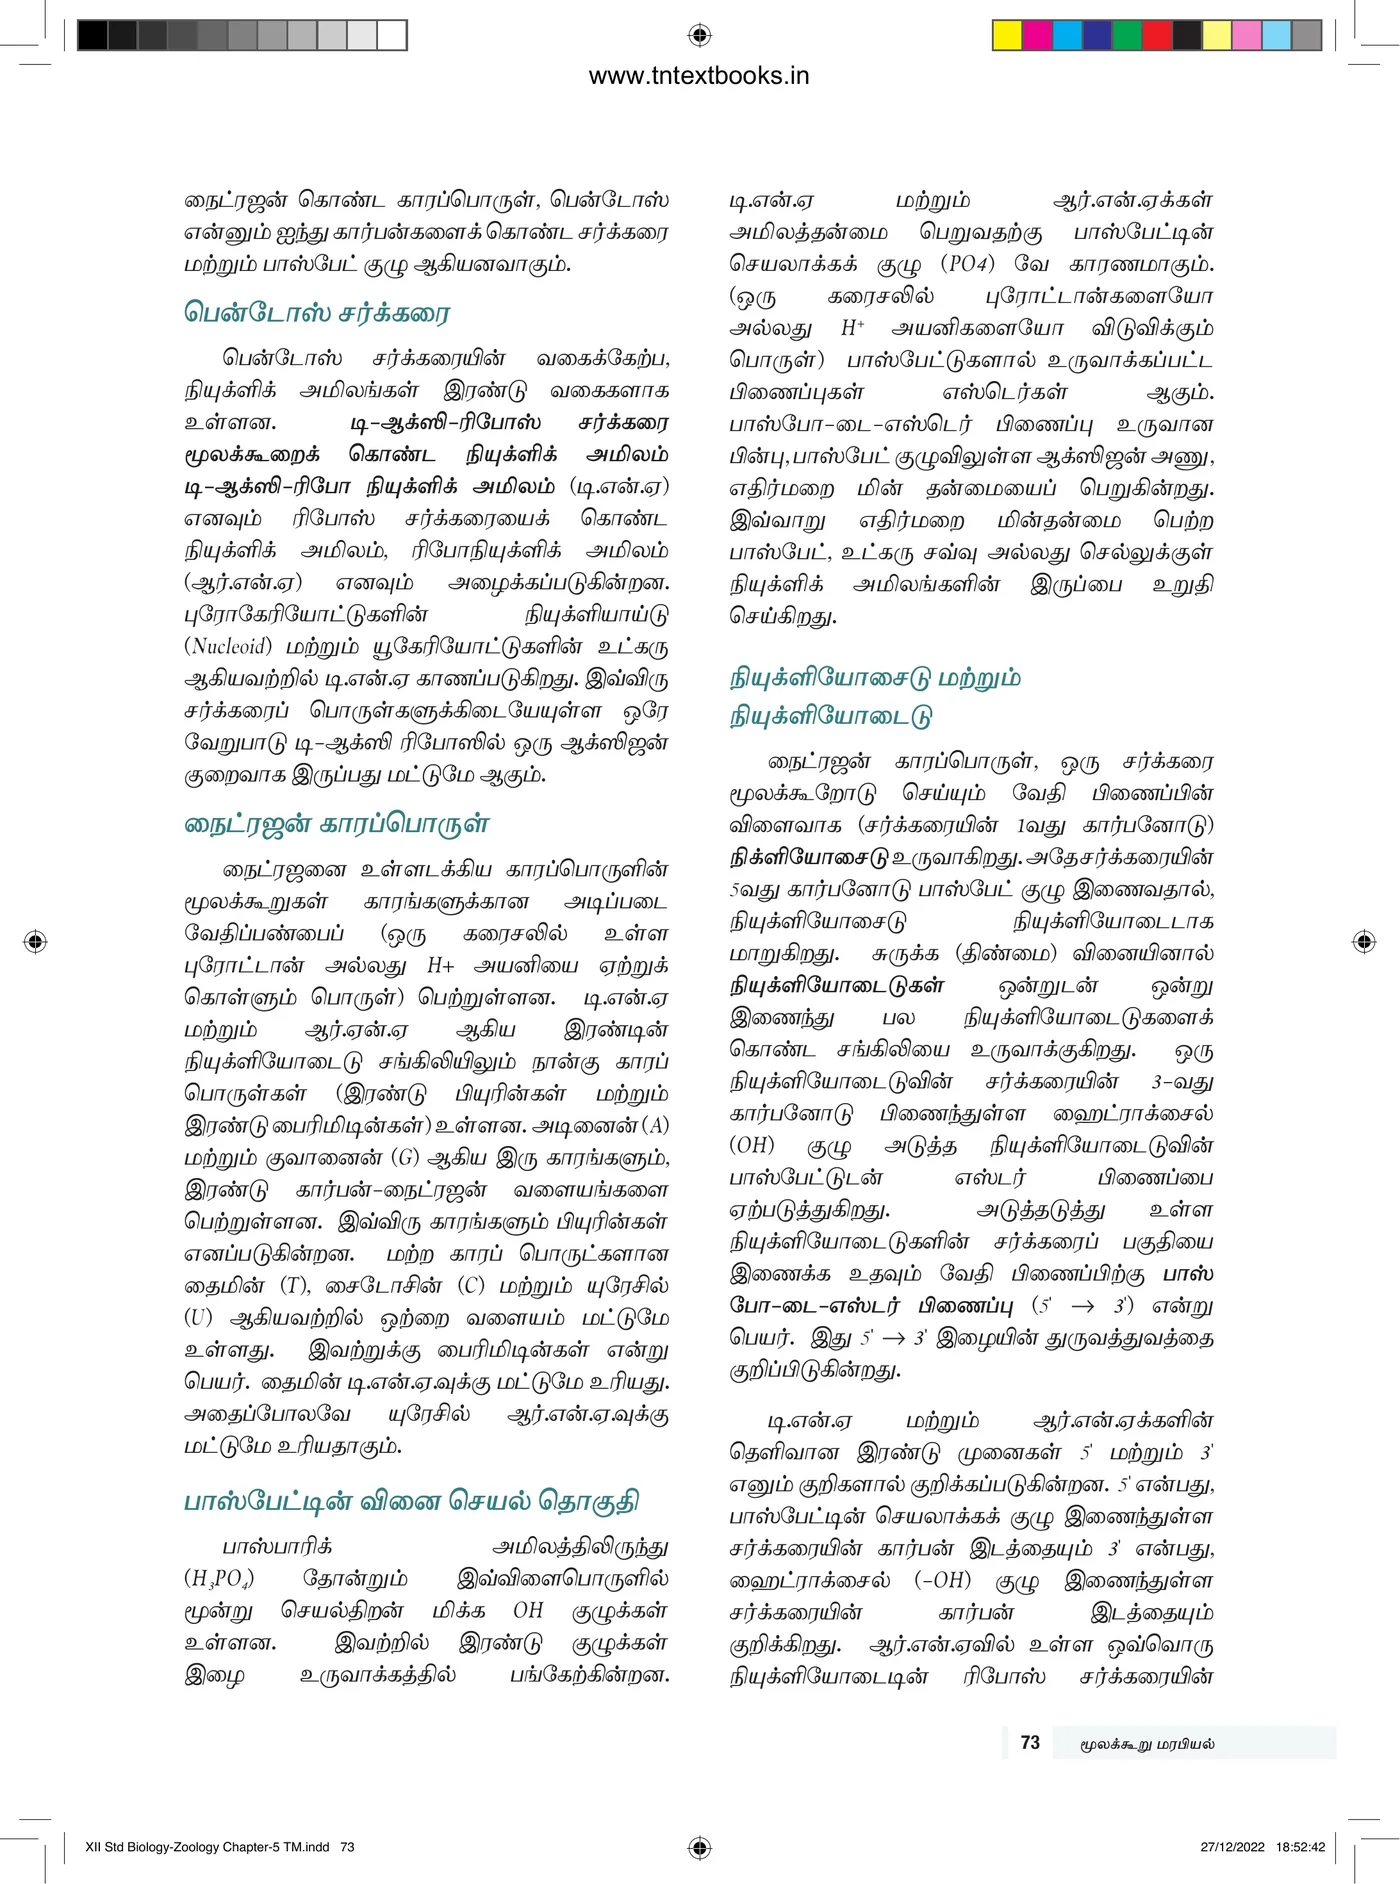 www.tntextbooks.in
நைட்ரஜன் கொண்ட காரப்பொருள், பென்டோஸ்
என்னும் ஐந்து கார்பன்களைக் கொண்ட சர்க்கரை
மற்றும் பாஸ்பேட் குழு ஆகியனவாகும்.
பென்டோஸ் சர்க்கரை
பென்டோஸ் சர்க்கரையின் வகைக்கேற்ப,
நியுக்ளிக் அமிலங்கள் இரண்டு வகைகளாக
உள்ளன. டி-ஆக்ஸி-ரிபோஸ் சர்க்கரை
மூலக்கூறைக் கொண்ட நியுக்ளிக் அமிலம்
டி-ஆக்ஸி-ரிபோ நியுக்ளிக் அமிலம் (டி.என்.ஏ)
எனவும் ரிபோஸ் சர்க்கரையைக் கொண்ட
நியுக்ளிக் அமிலம், ரிபோநியுக்ளிக் அமிலம்
(ஆர்.என்.ஏ) எனவும் அழைக்கப்படுகின்றன.
புரோகேரியோட்டுகளின் நியுக்ளியாய்டு
(Nucleoid) மற்றும் யூகேரியோட்டுகளின் உட்கரு
ஆகியவற்றில் டி.என்.ஏ காணப்படுகிறது. இவ்விரு
சர்க்கரைப் பொருள்களுக்கிடையேயுள்ள ஒரே
வேறுபாடு டி-ஆக்ஸி ரிபோஸில் ஒரு ஆக்ஸிஜன்
குறைவாக இருப்பது மட்டுமே ஆகும்.
நைட்ரஜன் காரப்பொருள்
நைட்ரஜனை உள்ளடக்கிய காரப்பொருளின்
மூலக்கூறுகள் காரங்களுக்கான அடிப்படை
வேதிப்பண்பைப் (ஒரு கரைசலில் உள்ள
புரோட்டான் அல்லது H+ அயனியை ஏற்றுக்
கொள்ளும் பொருள்) பெற்றுள்ளன. டி.என்.ஏ
மற்றும் ஆர்.ஏன்.ஏ ஆகிய இரண்டின்
நியுக்ளியோடைடு சங்கிலியிலும் நான்கு காரப்
பொருள்கள் (இரண்டு பியுரின்கள் மற்றும்
இரண்டு பைரிமிடின்கள்) உள்ளன. அடினைன் (A)
மற்றும் குவானைன் (G) ஆகிய இரு காரங்களும்,
இரண்டு கார்பன்-நைட்ரஜன் வளையங்களை
பெற்றுள்ளன. இவ்விரு காரங்களும் பியுரின்கள்
எனப்படுகின்றன. மற்ற காரப் பொருட்களான
தைமின் (T), சைடோசின் (C) மற்றும் யுரேசில்
(U) ஆகியவற்றில் ஒற்றை வளையம் மட்டுமே
உள்ளது. இவற்றுக்கு பைரிமிடின்கள் என்று
பெயர். தைமின் டி.என்.ஏ.வுக்கு மட்டுமே உரியது.
அதைப்போலவே யுரேசில் ஆர்.என்.ஏ.வுக்கு
மட்டுமே உரியதாகும்.
பாஸ்பேட்டின் வினை செயல் தொகுதி
பாஸ்பாரிக் அமிலத்திலிருந்து
(H₃PO₄) தோன்றும் இவ்விளைபொருளில்
மூன்று செயல்திறன் மிக்க OH குழுக்கள்
உள்ளன. இவற்றில் இரண்டு குழுக்கள்
இழை உருவாக்கத்தில் பங்கேற்கின்றன.
டி.என்.ஏ மற்றும் ஆர்.என்.ஏக்கள்
அமிலத்தன்மை பெறுவதற்கு பாஸ்பேட்டின்
செயலாக்கக் குழு (PO4) வே காரணமாகும்.
(ஒரு கரைசலில் புரோட்டான்களையோ
அல்லது H⁺ அயனிகளையோ விடுவிக்கும்
பொருள்) பாஸ்பேட்டுகளால் உருவாக்கப்பட்ட
பிணைப்புகள் எஸ்டெர்கள் ஆகும்.
பாஸ்போ-டை-எஸ்டெர் பிணைப்பு உருவான
பின்பு, பாஸ்பேட் குழுவிலுள்ள ஆக்ஸிஜன் அணு,
எதிர்மறை மின் தன்மையைப் பெறுகின்றது.
இவ்வாறு எதிர்மறை மின்தன்மை பெற்ற
பாஸ்பேட், உட்கரு சவ்வு அல்லது செல்லுக்குள்
நியுக்ளிக் அமிலங்களின் இருப்பை உறுதி
செய்கிறது.
நியுக்ளியோசைடு மற்றும்
நியுக்ளியோடைடு
நைட்ரஜன் காரப்பொருள், ஒரு சர்க்கரை
மூலக்கூறோடு செய்யும் வேதி பிணைப்பின்
விளைவாக (சர்க்கரையின் 1வது கார்பனோடு)
நிக்ளியோசைடு உருவாகிறது. அதே சர்க்கரையின்
5வது கார்பனோடு பாஸ்பேட் குழு இணைவதால்,
நியுக்ளியோசைடு நியுக்ளியோடைடாக
மாறுகிறது. சுருக்க (திண்மை) வினையினால்
நியுக்ளியோடைடுகள் ஒன்றுடன் ஒன்று
இணைந்து பல நியுக்ளியோடைடுகளைக்
கொண்ட சங்கிலியை உருவாக்குகிறது. ஒரு
நியுக்ளியோடைடுவின் சர்க்கரையின் 3-வது
கார்பனோடு பிணைந்துள்ள ஹைட்ராக்சைல்
(OH) குழு அடுத்த நியுக்ளியோடைடுவின்
பாஸ்பேட்டுடன் எஸ்டர் பிணைப்பை
ஏற்படுத்துகிறது. அடுத்தடுத்து உள்ள
நியுக்ளியோடைடுகளின் சர்க்கரைப் பகுதியை
இணைக்க உதவும் வேதி பிணைப்பிற்கு பாஸ்
போ-டை-எஸ்டர் பிணைப்பு (5' → 3') என்று
பெயர். இது 5' → 3' இழையின் துருவத்துவத்தை
குறிப்பிடுகின்றது.
டி.என்.ஏ மற்றும் ஆர்.என்.ஏக்களின்
தெளிவான இரண்டு முனைகள் 5' மற்றும் 3'
எனும் குறிகளால் குறிக்கப்படுகின்றன. 5' என்பது,
பாஸ்பேட்டின் செயலாக்கக் குழு இணைந்துள்ள
சர்க்கரையின் கார்பன் இடத்தையும் 3' என்பது,
ஹைட்ராக்சைல் (-OH) குழு இணைந்துள்ள
சர்க்கரையின் கார்பன் இடத்தையும்
குறிக்கிறது. ஆர்.என்.ஏவில் உள்ள ஒவ்வொரு
நியுக்ளியோடைடின் ரிபோஸ் சர்க்கரையின்
73 மூலக்கூறு மரபியல்
XII Std Biology-Zoology Chapter-5 TM.indd 73 27/12/2022 18:52:42